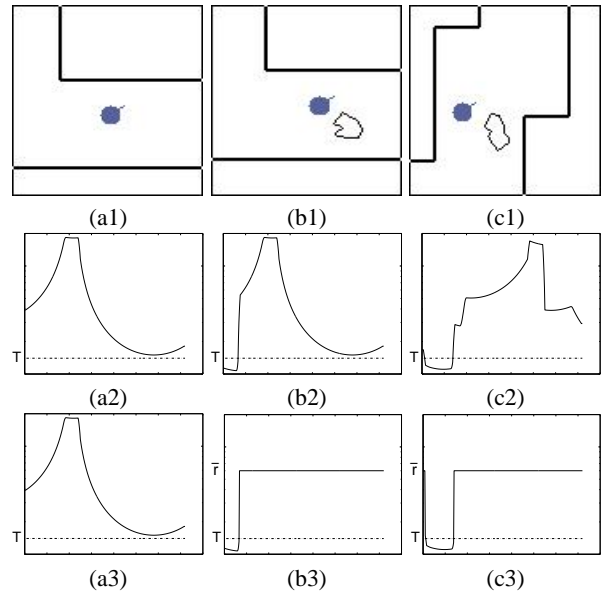 (a1) (b1) (c1)
T T T
(a2) (b2) (c2)
r̅ r̅
T T T
(a3) (b3) (c3)